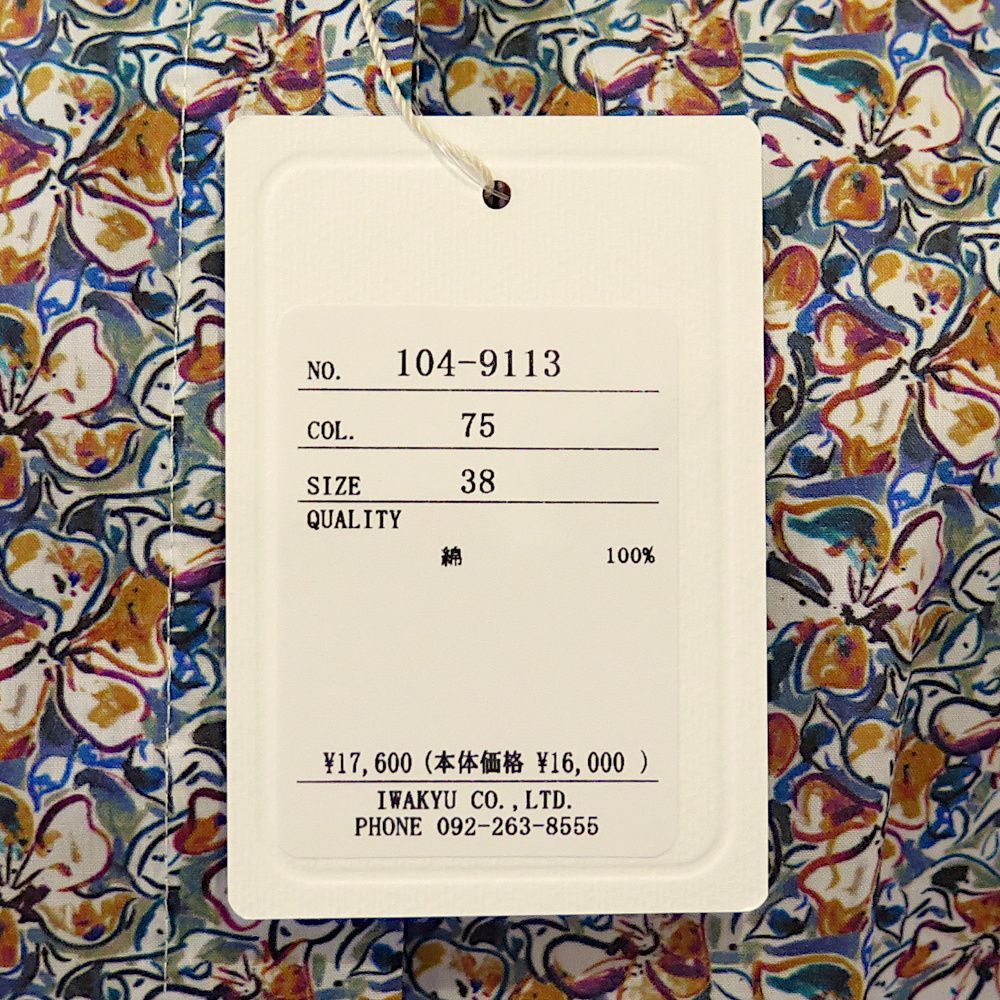 NO. 104-9113
COL. 75
SIZE 38
QUALITY
綿 100%
¥17,600 (本体価格 ¥16,000 )
IWAKYU CO.,LTD.
PHONE 092-263-8555